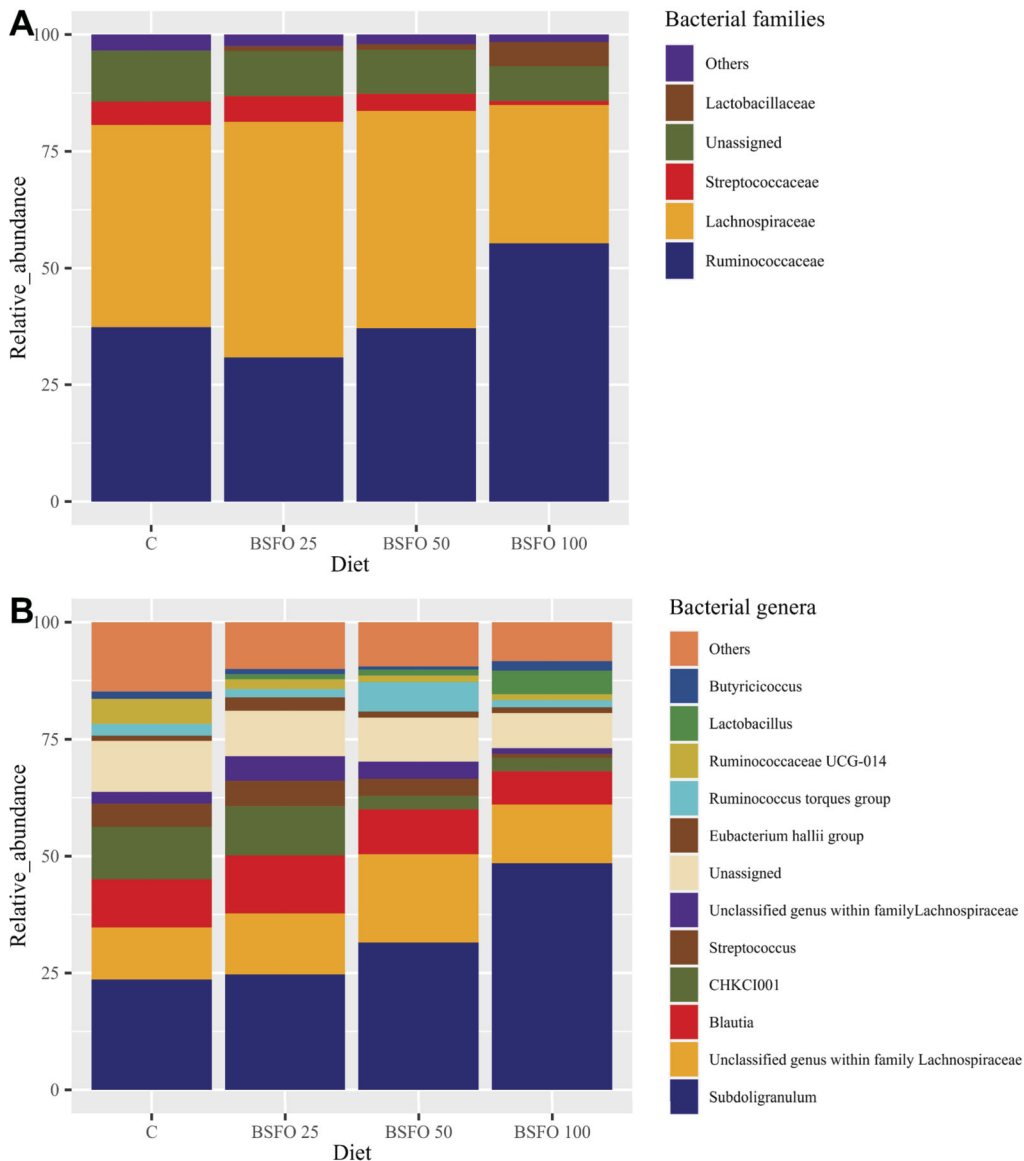 A
Bacterial families
100
75
50
25
0
Relative_abundance
C
BSFO 25
BSFO 50
BSFO 100
Diet
Others
Lactobacillaceae
Unassigned
Streptococcaceae
Lachnospiraceae
Ruminococcaceae
B
Bacterial genera
100
75
50
25
0
Relative_abundance
C
BSFO 25
BSFO 50
BSFO 100
Diet
Others
Butyricicoccus
Lactobacillus
Ruminococcaceae UCG-014
Ruminococcus torques group
Eubacterium hallii group
Unassigned
Unclassified genus within familyLachnospiraceae
Streptococcus
CHKCI001
Blautia
Unclassified genus within family Lachnospiraceae
Subdoligranulum